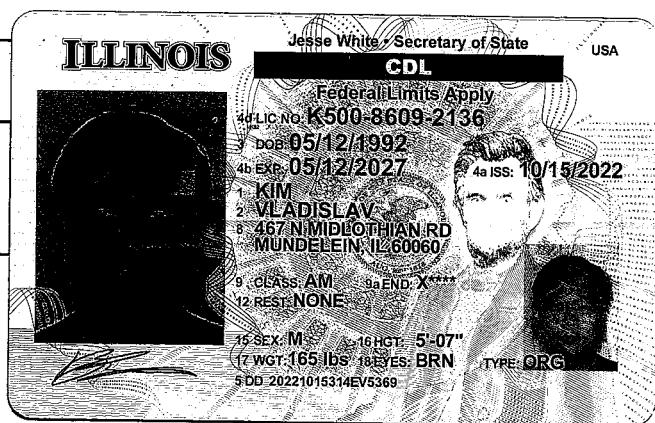 ILLINOIS
Jesse White • Secretary of State
USA
CDL
Federal Limits Apply
4d LIC NO: K500-8609-2136
3 DOB: 05/12/1992
4b EXP: 05/12/2027
4a ISS: 10/15/2022
1 KIM
2 VLADISLAV
8 467 N MIDLOTHIAN RD
MUNDELEIN, IL 60060
9 CLASS: AM 9a END: X****
12 REST: NONE
15 SEX: M 16 HGT: 5'-07"
17 WGT: 165 lbs 18 EYES: BRN TYPE: ORG
5 DD 20221015314EV5369